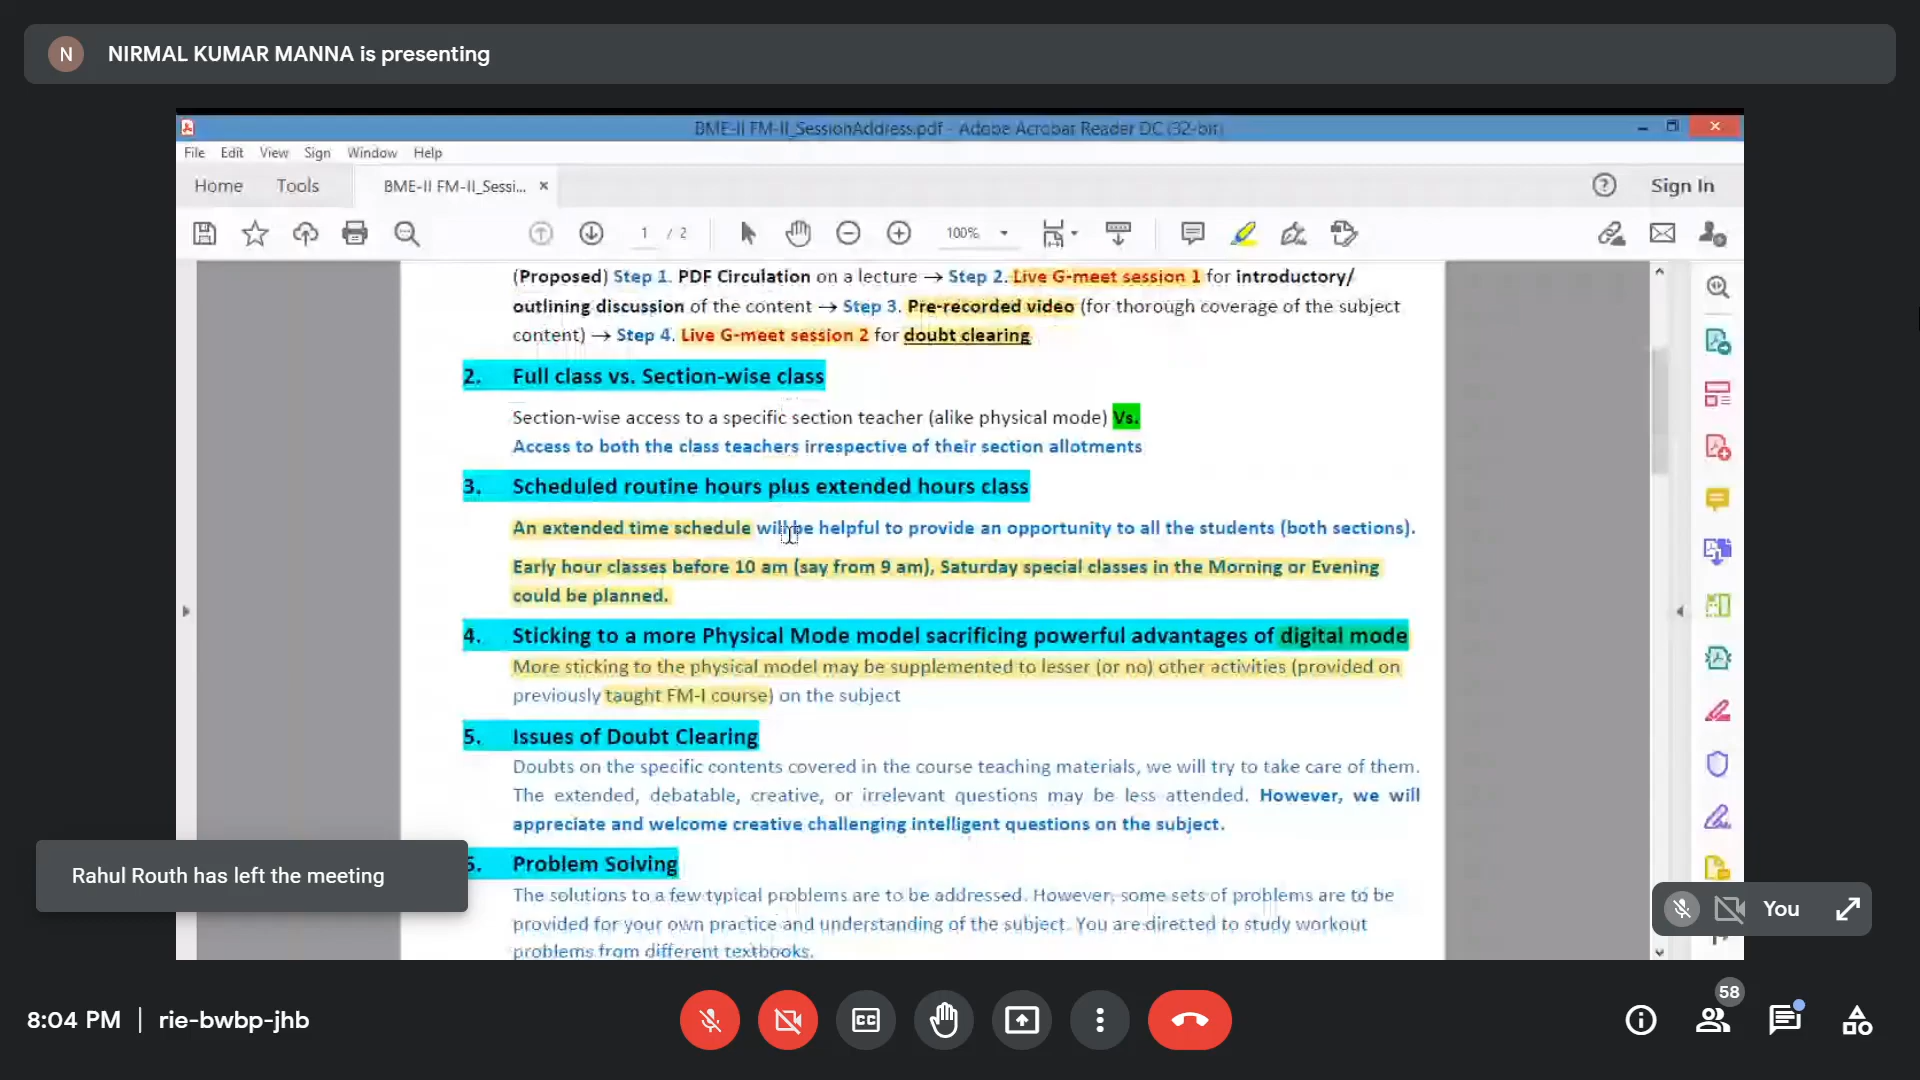 N
NIRMAL KUMAR MANNA is presenting
BME-II FM-II_SessionAddress.pdf - Adobe Acrobat Reader DC (32-bit)
File Edit View Sign Window Help
Home Tools BME-II FM-II_Sessi... × Sign In
1 / 2 100%
(Proposed) Step 1. PDF Circulation on a lecture → Step 2. Live G-meet session 1 for introductory/
outlining discussion of the content → Step 3. Pre-recorded video (for thorough coverage of the subject
content) → Step 4. Live G-meet session 2 for doubt clearing
2. Full class vs. Section-wise class
Section-wise access to a specific section teacher (alike physical mode) Vs.
Access to both the class teachers irrespective of their section allotments
3. Scheduled routine hours plus extended hours class
An extended time schedule will be helpful to provide an opportunity to all the students (both sections).
Early hour classes before 10 am (say from 9 am), Saturday special classes in the Morning or Evening
could be planned.
4. Sticking to a more Physical Mode model sacrificing powerful advantages of digital mode
More sticking to the physical model may be supplemented to lesser (or no) other activities (provided on
previously taught FM-I course) on the subject
5. Issues of Doubt Clearing
Doubts on the specific contents covered in the course teaching materials, we will try to take care of them.
The extended, debatable, creative, or irrelevant questions may be less attended. However, we will
appreciate and welcome creative challenging intelligent questions on the subject.
Problem Solving
The solutions to a few typical problems are to be addressed. However, some sets of problems are to be
provided for your own practice and understanding of the subject. You are directed to study workout
problems from different textbooks.
Rahul Routh has left the meeting
You
8:04 PM | rie-bwbp-jhb
CC
58